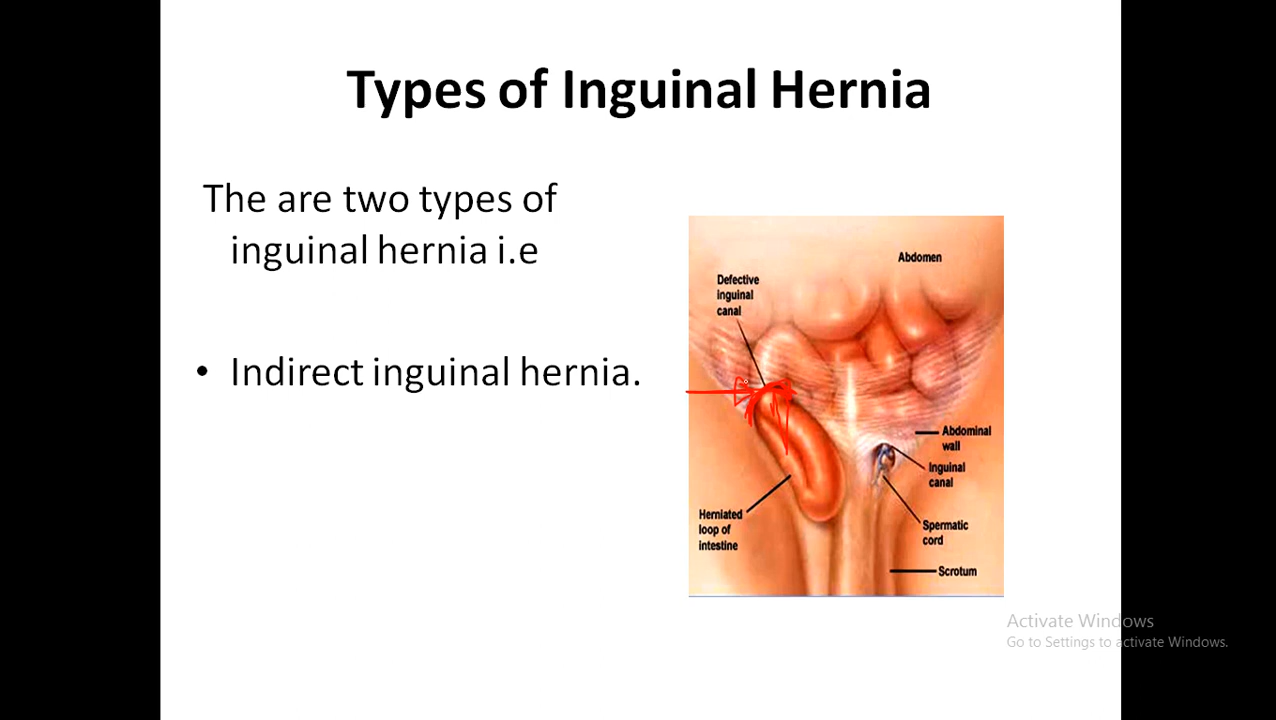 Types of Inguinal Hernia
The are two types of
inguinal hernia i.e
• Indirect inguinal hernia.
Abdomen
Defective
inguinal
canal
Abdominal
wall
Inguinal
canal
Herniated
loop of
intestine
Spermatic
cord
Scrotum
Activate Windows
Go to Settings to activate Windows.